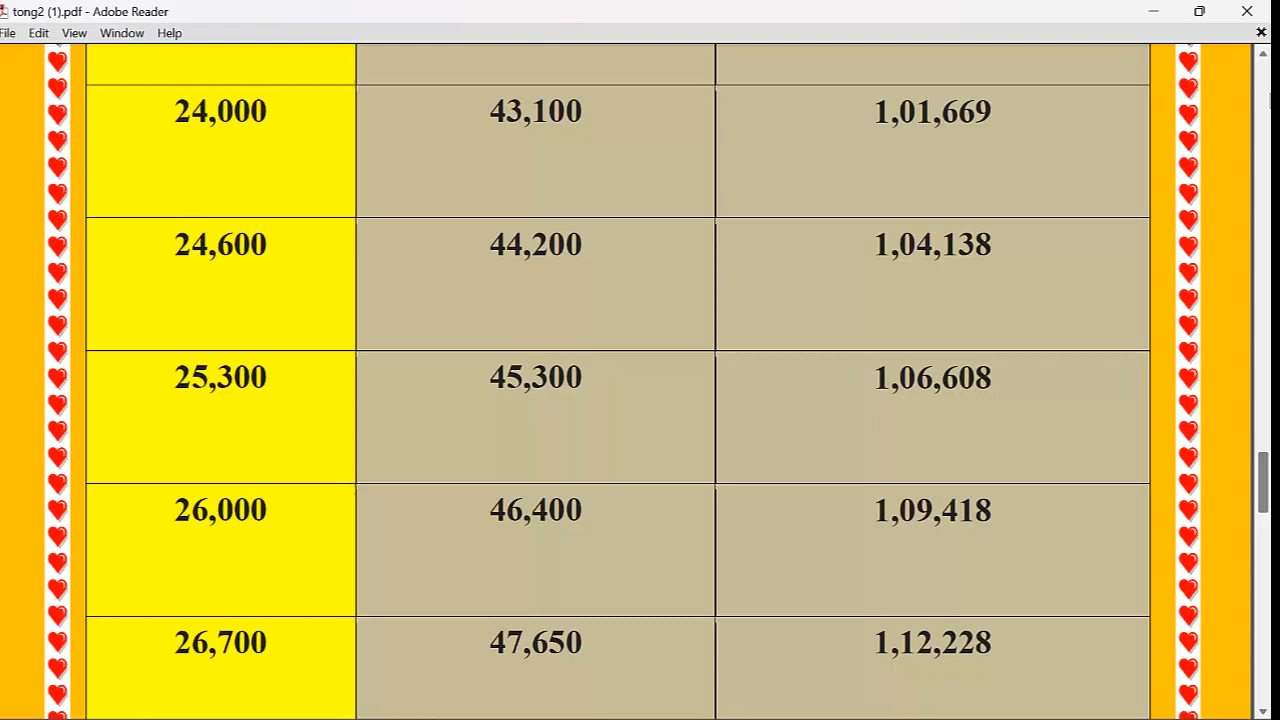 tong2 (1).pdf - Adobe Reader
File Edit View Window Help
24,000 43,100 1,01,669
24,600 44,200 1,04,138
25,300 45,300 1,06,608
26,000 46,400 1,09,418
26,700 47,650 1,12,228